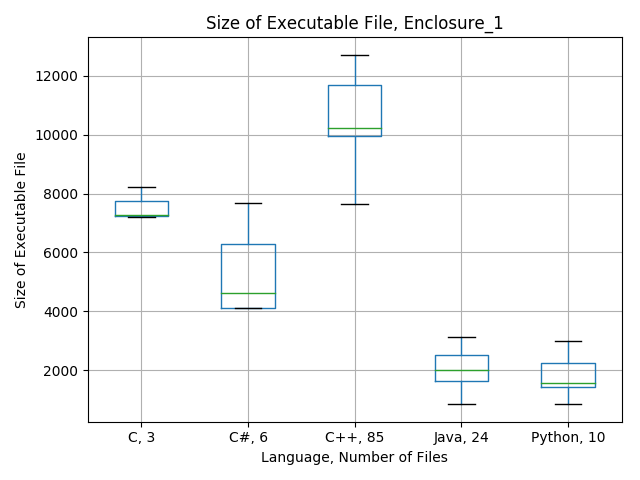 Size of Executable File, Enclosure_1
12000
10000
8000
6000
4000
2000
Size of Executable File
C, 3
C#, 6
C++, 85
Java, 24
Python, 10
Language, Number of Files